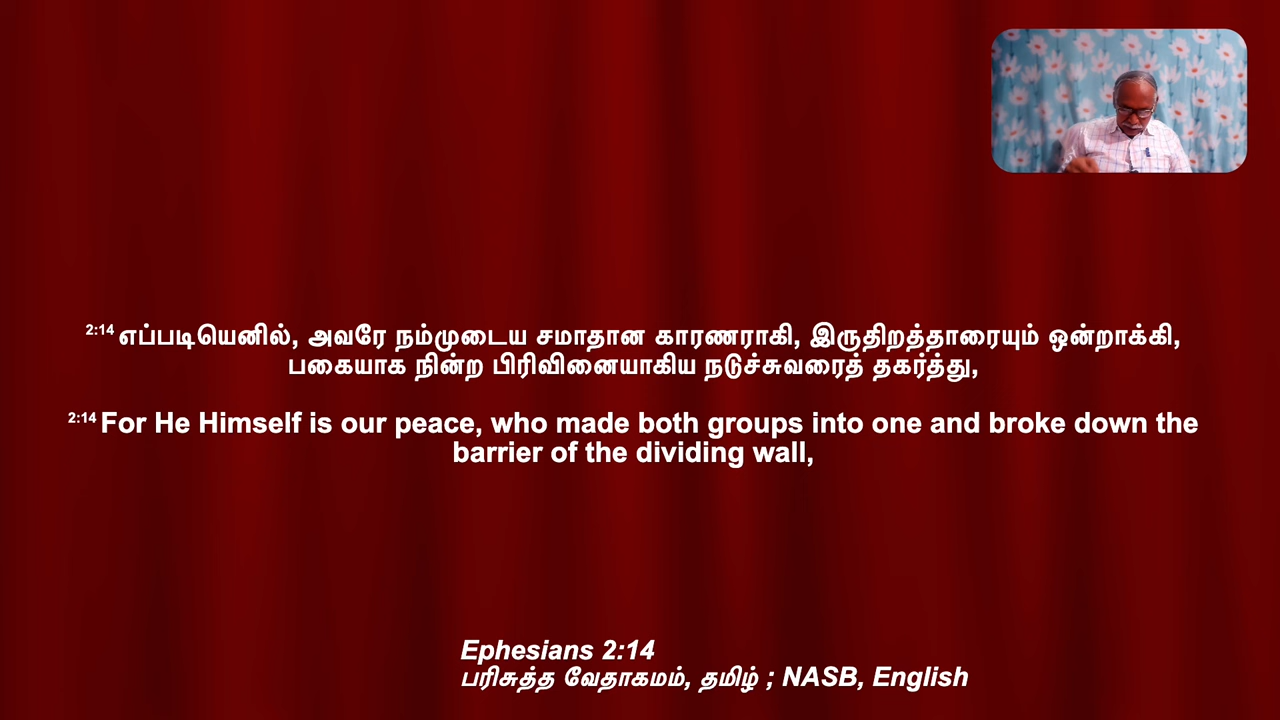 2:14 எப்படியெனில், அவரே நம்முடைய சமாதான காரணராகி, இருதிறத்தாரையும் ஒன்றாக்கி,
பகையாக நின்ற பிரிவினையாகிய நடுச்சுவரைத் தகர்த்து,
2:14 For He Himself is our peace, who made both groups into one and broke down the
barrier of the dividing wall,
Ephesians 2:14
பரிசுத்த வேதாகமம், தமிழ் ; NASB, English